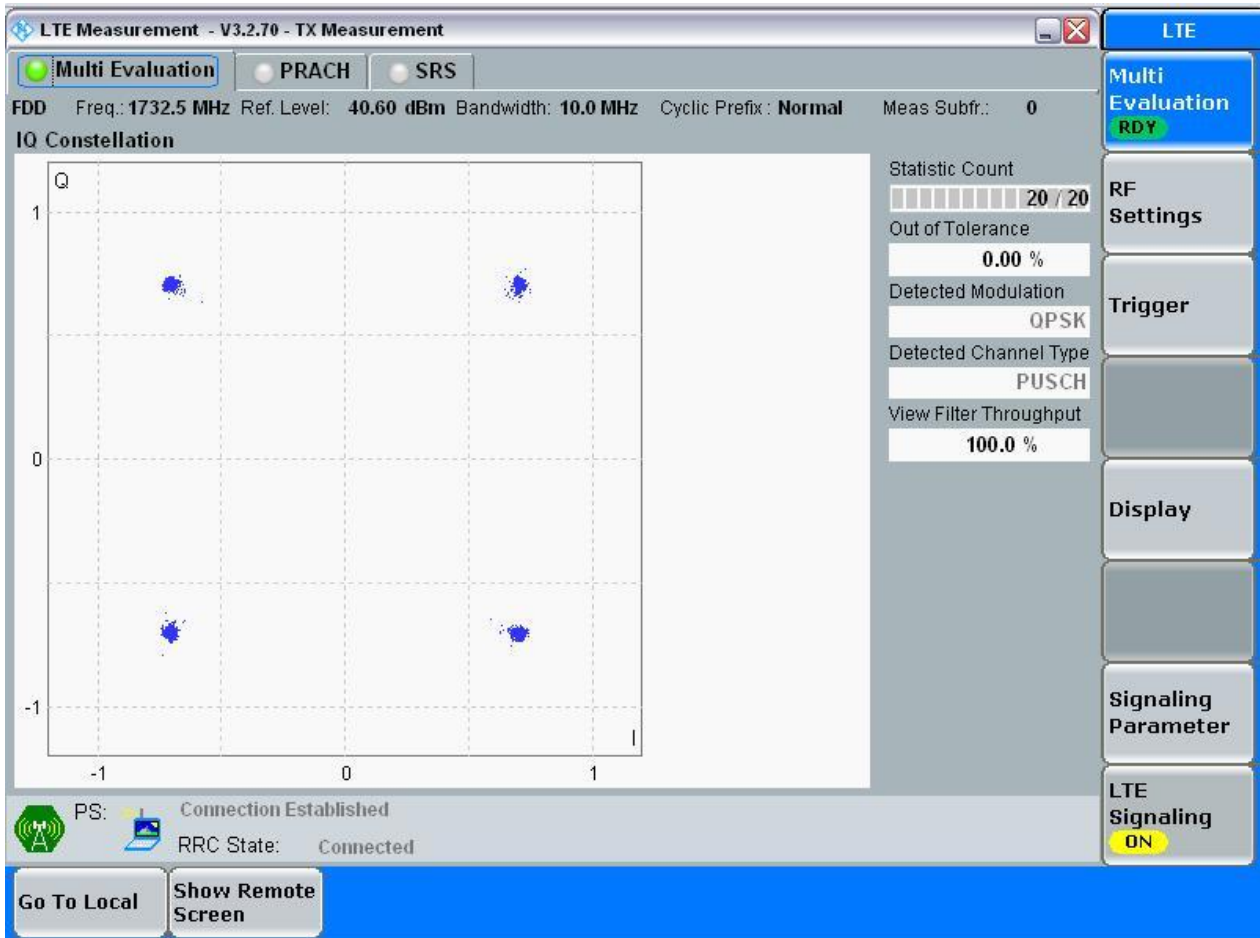 LTE Measurement - V3.2.70 - TX Measurement
LTE
Multi Evaluation PRACH SRS
FDD Freq.: 1732.5 MHz Ref. Level: 40.60 dBm Bandwidth: 10.0 MHz Cyclic Prefix : Normal Meas Subfr.: 0
IQ Constellation
Q
1
0
-1
I
-1 0 1
Statistic Count
20 / 20
Out of Tolerance
0.00 %
Detected Modulation
QPSK
Detected Channel Type
PUSCH
View Filter Throughput
100.0 %
Multi
Evaluation
RDY
RF
Settings
Trigger
Display
Signaling
Parameter
LTE
Signaling
ON
PS: Connection Established
RRC State: Connected
Go To Local
Show Remote
Screen